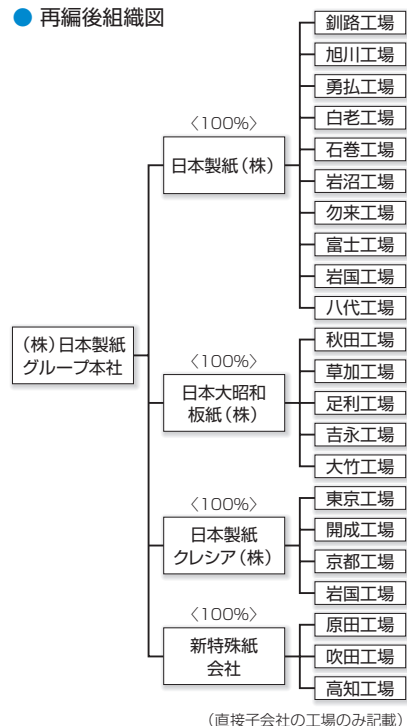 ● 再編後組織図
(株)日本製紙
グループ本社
〈100%〉
日本製紙(株)
釧路工場
旭川工場
勇払工場
白老工場
石巻工場
岩沼工場
勿来工場
富士工場
岩国工場
八代工場
〈100%〉
日本大昭和
板紙(株)
秋田工場
草加工場
足利工場
吉永工場
大竹工場
〈100%〉
日本製紙
クレシア(株)
東京工場
開成工場
京都工場
岩国工場
〈100%〉
新特殊紙
会社
原田工場
吹田工場
高知工場
(直接子会社の工場のみ記載)